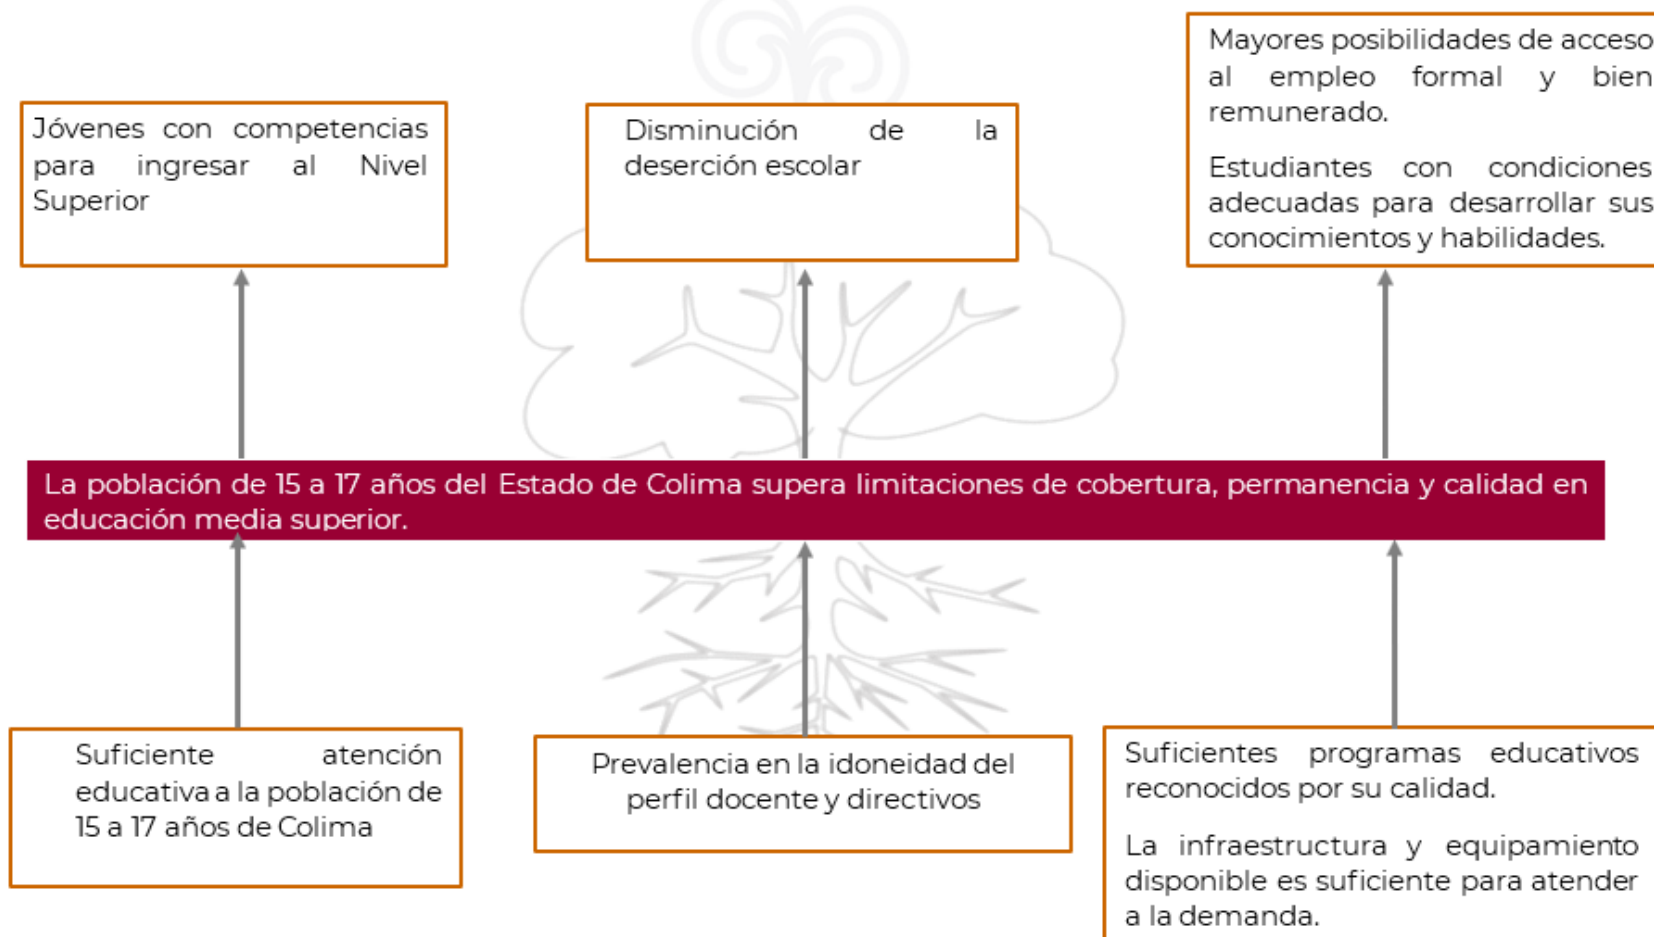 Jóvenes con competencias
para ingresar al Nivel
Superior
Disminución de la
deserción escolar
Mayores posibilidades de acceso
al empleo formal y bien
remunerado.
Estudiantes con condiciones
adecuadas para desarrollar sus
conocimientos y habilidades.
La población de 15 a 17 años del Estado de Colima supera limitaciones de cobertura, permanencia y calidad en
educación media superior.
Suficiente atención
educativa a la población de
15 a 17 años de Colima
Prevalencia en la idoneidad del
perfil docente y directivos
Suficientes programas educativos
reconocidos por su calidad.
La infraestructura y equipamiento
disponible es suficiente para atender
a la demanda.